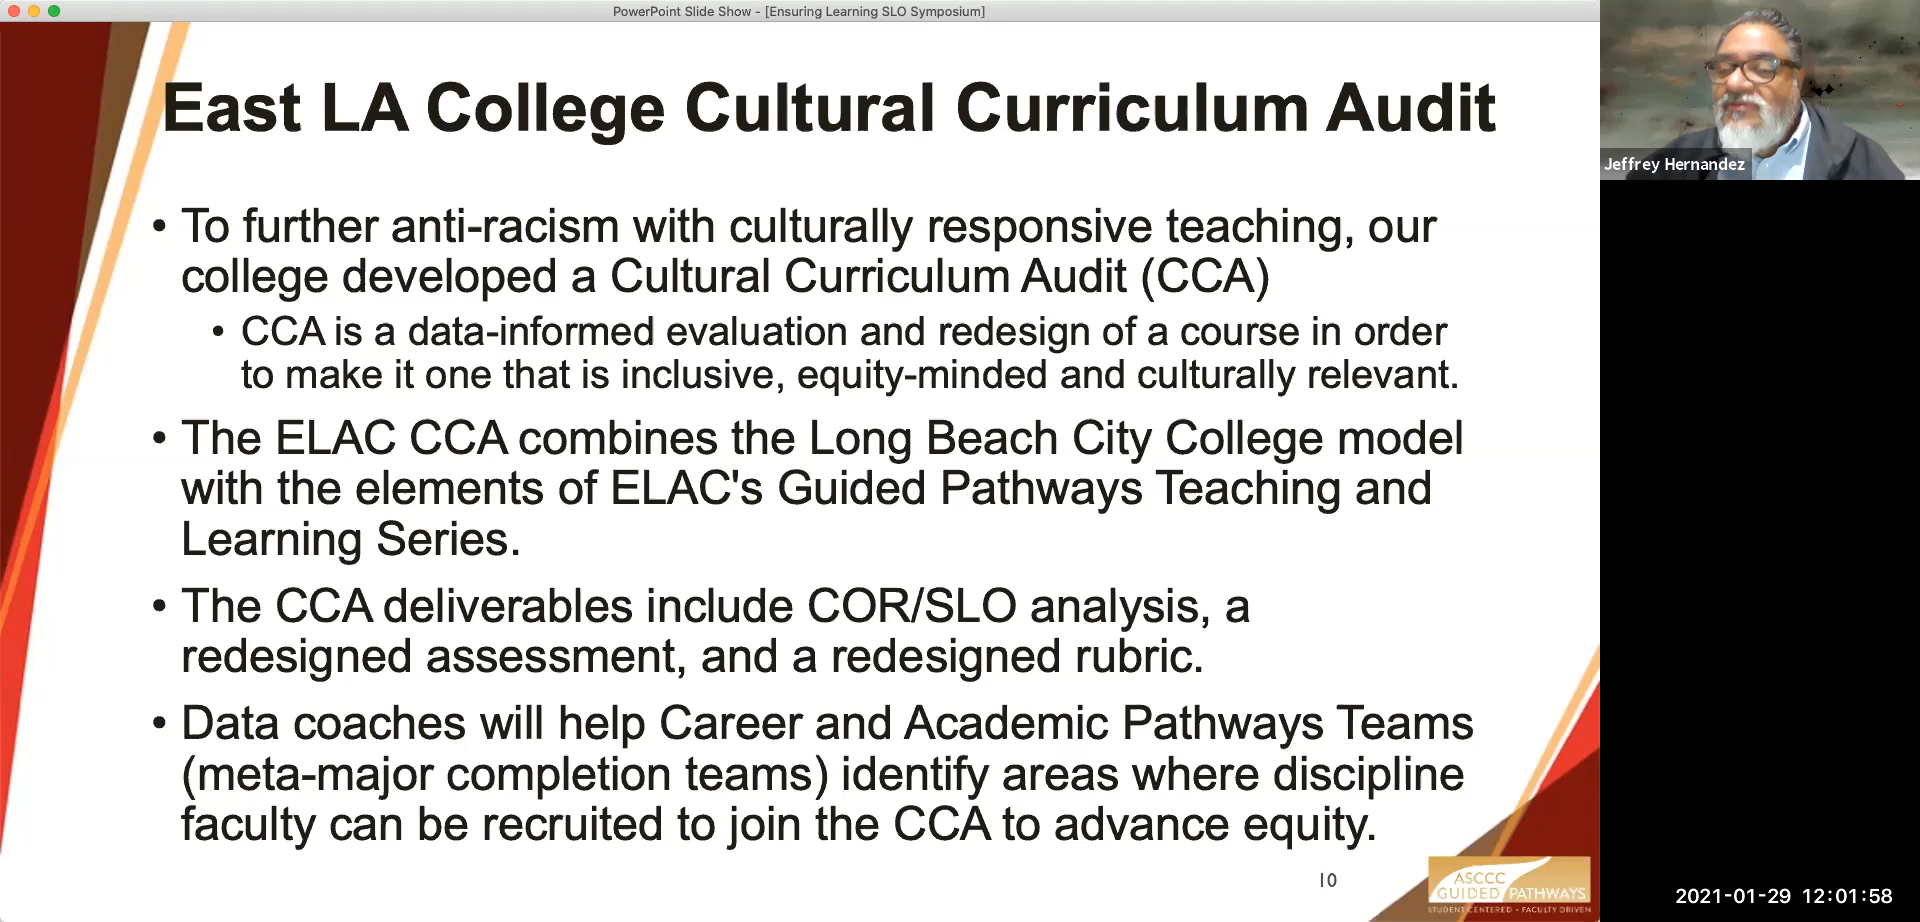 PowerPoint Slide Show - [Ensuring Learning SLO Symposium]
East LA College Cultural Curriculum Audit
Jeffrey Hernandez
• To further anti-racism with culturally responsive teaching, our
college developed a Cultural Curriculum Audit (CCA)
• CCA is a data-informed evaluation and redesign of a course in order
to make it one that is inclusive, equity-minded and culturally relevant.
• The ELAC CCA combines the Long Beach City College model
with the elements of ELAC's Guided Pathways Teaching and
Learning Series.
• The CCA deliverables include COR/SLO analysis, a
redesigned assessment, and a redesigned rubric.
• Data coaches will help Career and Academic Pathways Teams
(meta-major completion teams) identify areas where discipline
faculty can be recruited to join the CCA to advance equity.
10
ASCCC
GUIDED PATHWAYS
STUDENT CENTERED • FACULTY DRIVEN
2021-01-29 12:01:58